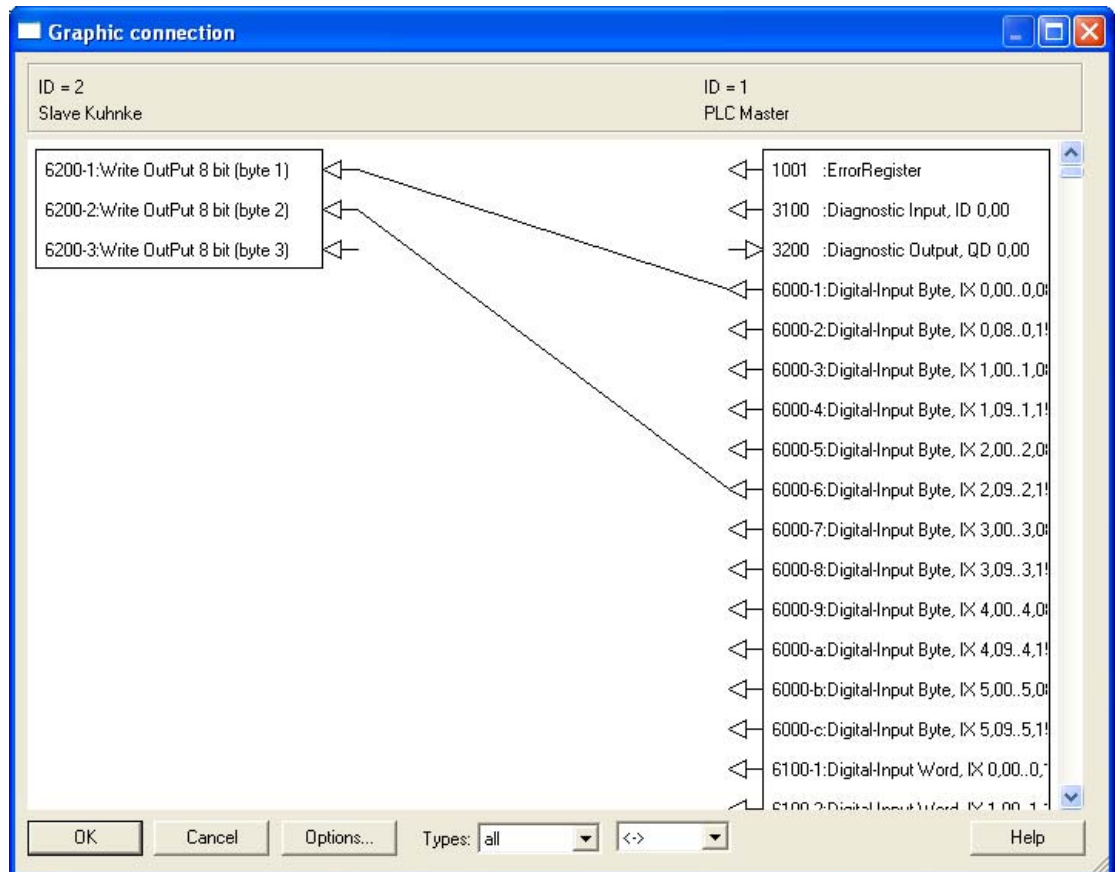 Graphic connection
ID = 2
Slave Kuhnke
ID = 1
PLC Master
6200-1:Write OutPut 8 bit (byte 1)
6200-2:Write OutPut 8 bit (byte 2)
6200-3:Write OutPut 8 bit (byte 3)
1001 :ErrorRegister
3100 :Diagnostic Input, ID 0,00
3200 :Diagnostic Output, QD 0,00
6000-1:Digital-Input Byte, IX 0,00..0,0
6000-2:Digital-Input Byte, IX 0,08..0,1
6000-3:Digital-Input Byte, IX 1,00..1,0
6000-4:Digital-Input Byte, IX 1,09..1,1
6000-5:Digital-Input Byte, IX 2,00..2,0
6000-6:Digital-Input Byte, IX 2,09..2,1
6000-7:Digital-Input Byte, IX 3,00..3,0
6000-8:Digital-Input Byte, IX 3,09..3,1
6000-9:Digital-Input Byte, IX 4,00..4,0
6000-a:Digital-Input Byte, IX 4,09..4,1
6000-b:Digital-Input Byte, IX 5,00..5,0
6000-c:Digital-Input Byte, IX 5,09..5,1
6100-1:Digital-Input Word, IX 0,00..0,
6100-2:Digital-Input Word, IX 1,00..1
OK
Cancel
Options...
Types:
all
<->
Help